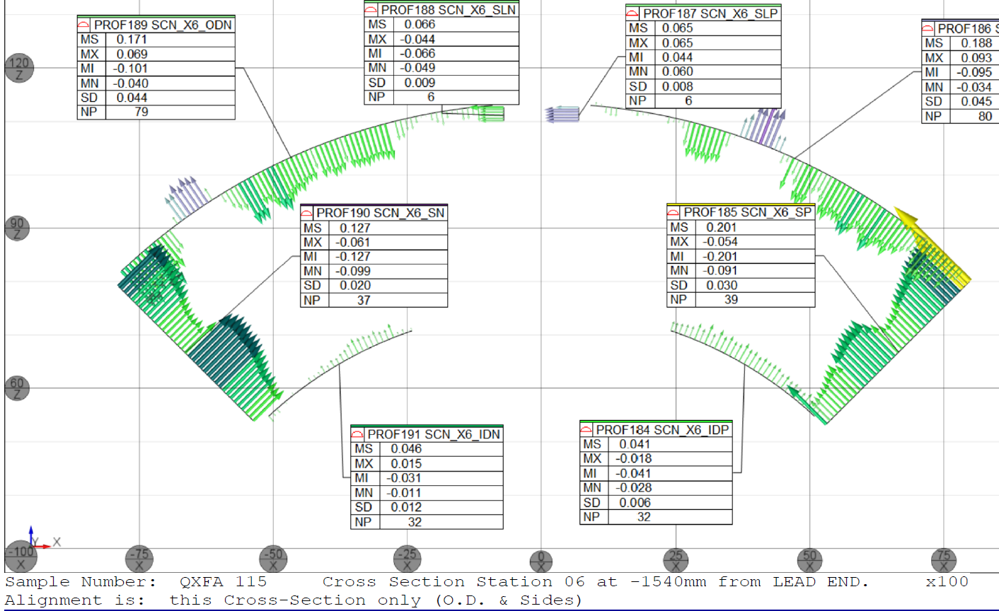 PROF189 SCN_X6_ODN
MS 0.171
MX 0.069
MI -0.101
MN -0.040
SD 0.044
NP 79
PROF188 SCN_X6_SLN
MS 0.066
MX -0.044
MI -0.066
MN -0.049
SD 0.009
NP 6
PROF187 SCN_X6_SLP
MS 0.065
MX 0.065
MI 0.044
MN 0.060
SD 0.008
NP 6
PROF186 S
MS 0.188
MX 0.093
MI -0.095
MN -0.034
SD 0.045
NP 80
120
Z
PROF190 SCN_X6_SN
MS 0.127
MX -0.061
MI -0.127
MN -0.099
SD 0.020
NP 37
PROF185 SCN_X6_SP
MS 0.201
MX -0.054
MI -0.201
MN -0.091
SD 0.030
NP 39
90
Z
60
Z
PROF191 SCN_X6_IDN
MS 0.046
MX 0.015
MI -0.031
MN -0.011
SD 0.012
NP 32
PROF184 SCN_X6_IDP
MS 0.041
MX -0.018
MI -0.041
MN -0.028
SD 0.006
NP 32
Y X
-100 X
-75 X
-50 X
-25 X
0 X
25 X
50 X
75 X
Sample Number: QXFA 115 Cross Section Station 06 at -1540mm from LEAD END. x100
Alignment is: this Cross-Section only (O.D. & Sides)